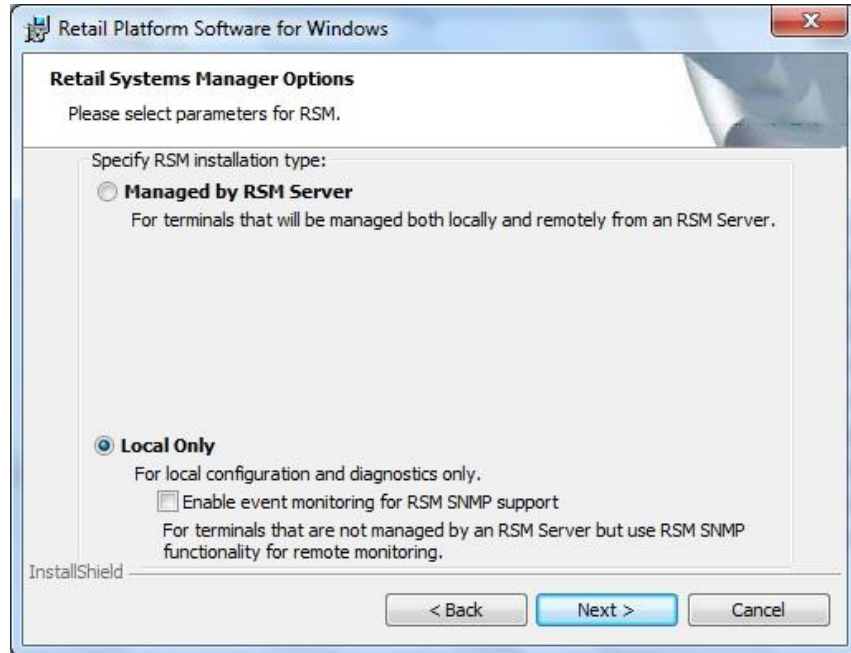 Retail Platform Software for Windows
Retail Systems Manager Options
Please select parameters for RSM.
Specify RSM installation type:
Managed by RSM Server
For terminals that will be managed both locally and remotely from an RSM Server.
Local Only
For local configuration and diagnostics only.
Enable event monitoring for RSM SNMP support
For terminals that are not managed by an RSM Server but use RSM SNMP
functionality for remote monitoring.
InstallShield
< Back Next > Cancel